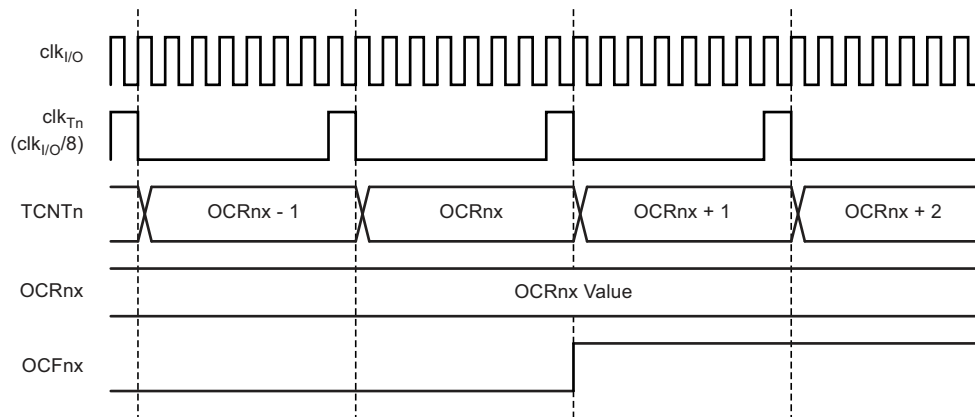 clkI/O
clkTn
(clkI/O/8)
TCNTn
OCRnx - 1
OCRnx
OCRnx + 1
OCRnx + 2
OCRnx
OCRnx Value
OCFnx